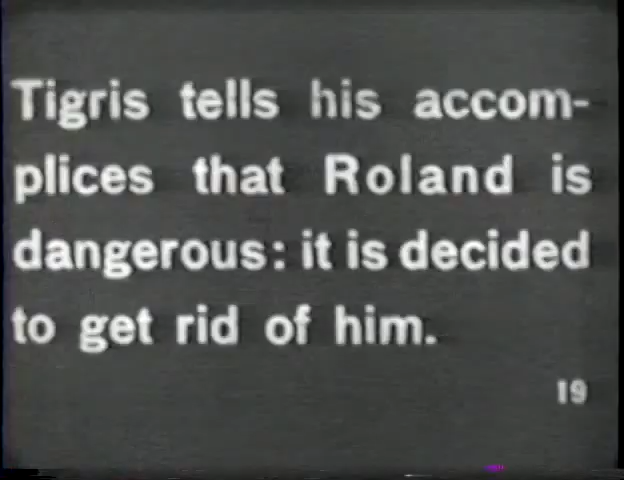 Tigris tells his accom-
plices that Roland is
dangerous: it is decided
to get rid of him.
19